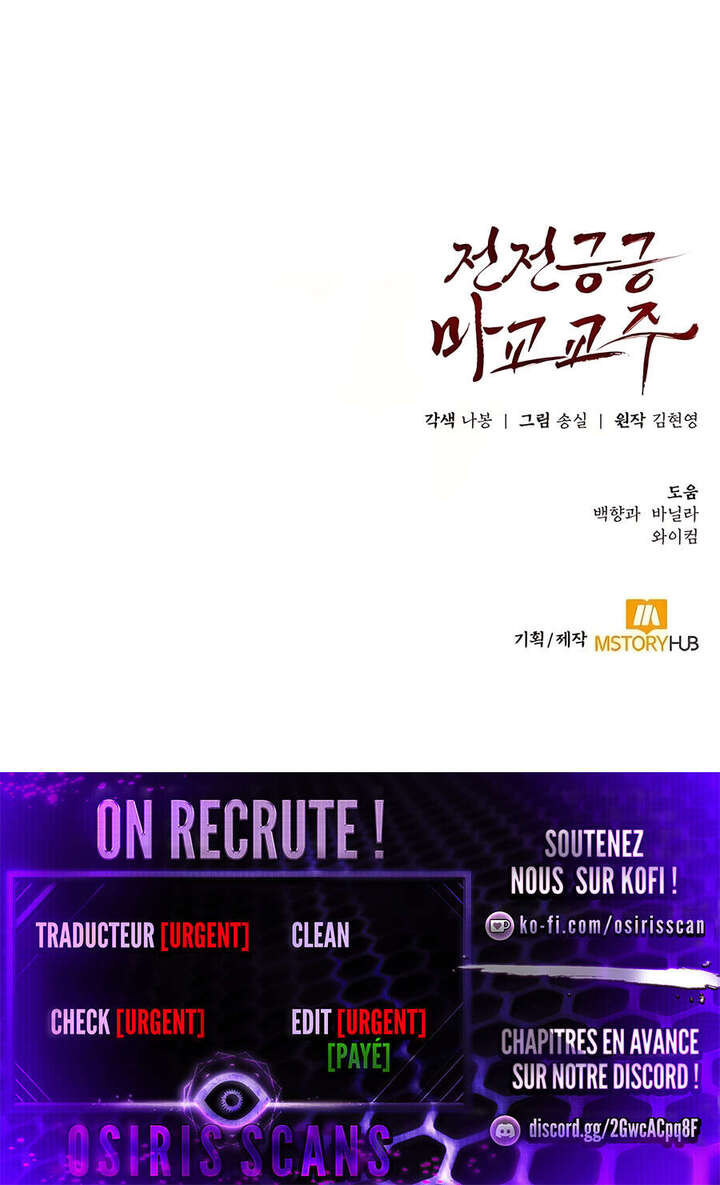 전전긍긍
마교교주
각색 나봉 | 그림 송실 | 원작 김현영
도움
백향과 바닐라
와이컴
기획/제작 MSTORYHUB
ON RECRUTE !
TRADUCTEUR [URGENT]
CLEAN
CHECK [URGENT]
EDIT [URGENT]
[PAYÉ]
OSIRIS SCANS
SOUTENEZ
NOUS SUR KOFI !
ko-fi.com/osirisscan
CHAPITRES EN AVANCE
SUR NOTRE DISCORD !
discord.gg/2GwcACpq8F